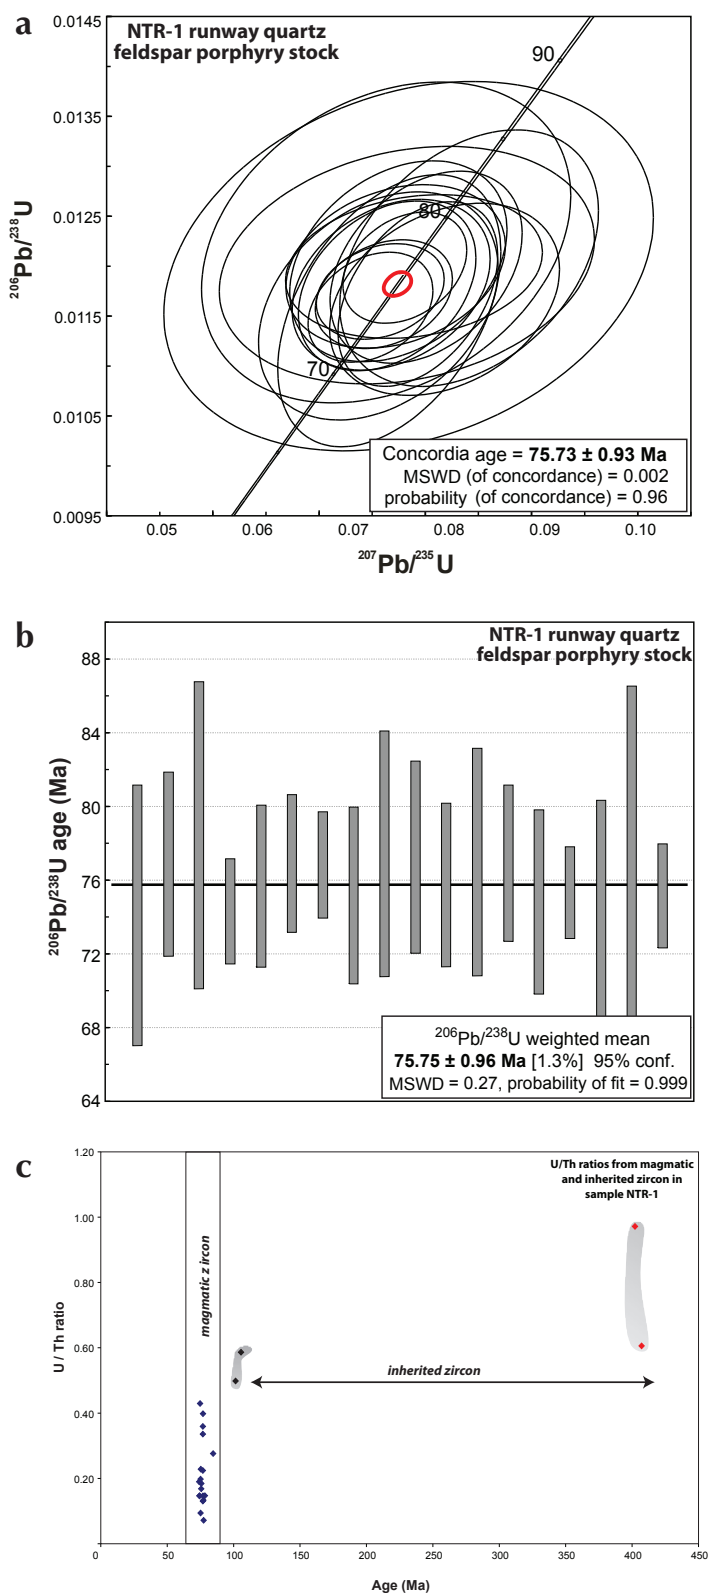 a
NTR-1 runway quartz
feldspar porphyry stock
0.0145
0.0135
0.0125
0.0115
0.0105
0.0095
206Pb/238U
90
80
70
Concordia age = 75.73 ± 0.93 Ma
MSWD (of concordance) = 0.002
probability (of concordance) = 0.96
0.05 0.06 0.07 0.08 0.09 0.10
207Pb/235U
b
NTR-1 runway quartz
feldspar porphyry stock
88
84
80
76
72
68
64
206Pb/238U age (Ma)
206Pb/238U weighted mean
75.75 ± 0.96 Ma [1.3%] 95% conf.
MSWD = 0.27, probability of fit = 0.999
c
1.20
1.00
0.80
0.60
0.40
0.20
U / Th ratio
magmatic z ircon
U/Th ratios from magmatic
and inherited zircon in
sample NTR-1
inherited zircon
0 50 100 200 250 300 350 400 450
Age (Ma)